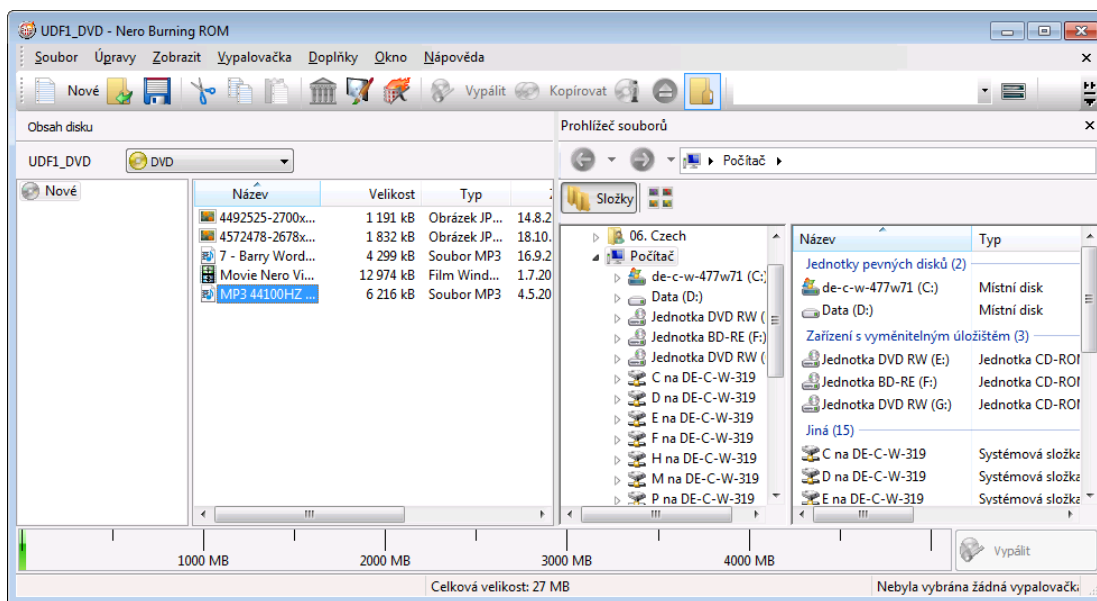 UDF1_DVD - Nero Burning ROM
Soubor Úpravy Zobrazit Vypalovačka Doplňky Okno Nápověda
Nové Vypálit Kopírovat
Obsah disku
UDF1_DVD DVD
Nové
Název Velikost Typ
4492525-2700x... 1 191 kB Obrázek JP... 14.8.2
4572478-2678x... 1 832 kB Obrázek JP... 18.10.
7 - Barry Word... 4 299 kB Soubor MP3 16.9.2
Movie Nero Vi... 12 974 kB Film Wind... 1.7.20
MP3 44100HZ ... 6 216 kB Soubor MP3 4.5.20
Prohlížeč souborů
Počítač
Složky
06. Czech
Počítač
de-c-w-477w71 (C:)
Data (D:)
Jednotka DVD RW (
Jednotka BD-RE (F:)
Jednotka DVD RW (
C na DE-C-W-319
D na DE-C-W-319
E na DE-C-W-319
F na DE-C-W-319
H na DE-C-W-319
M na DE-C-W-319
P na DE-C-W-319
Název Typ
Jednotky pevných disků (2)
de-c-w-477w71 (C:) Místní disk
Data (D:) Místní disk
Zařízení s vyměnitelným úložištěm (3)
Jednotka DVD RW (E:) Jednotka CD-RO
Jednotka BD-RE (F:) Jednotka CD-RO
Jednotka DVD RW (G:) Jednotka CD-RO
Jiná (15)
C na DE-C-W-319 Systémová složka
D na DE-C-W-319 Systémová složka
E na DE-C-W-319 Systémová složka
1000 MB 2000 MB 3000 MB 4000 MB
Vypálit
Celková velikost: 27 MB Nebyla vybrána žádná vypalovačka